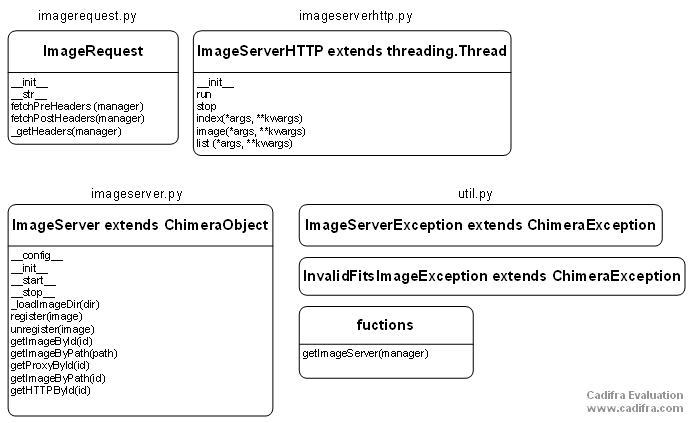 imagerequest.py
ImageRequest
__init__
__str__
fetchPreHeaders (manager)
fetchPostHeaders(manager)
_getHeaders(manager)
imageserverhttp.py
ImageServerHTTP extends threading.Thread
__init__
run
stop
index(*args, **kwargs)
image(*args, **kwargs)
list (*args, **kwargs)
imageserver.py
ImageServer extends ChimeraObject
__config__
__init__
__start__
__stop__
_loadImageDir(dir)
register(image)
unregister(image)
getImageById(id)
getImageByPath(path)
getProxyById(id)
getImageByPath(id)
getHTTPById(id)
util.py
ImageServerException extends ChimeraException
InvalidFitsImageException extends ChimeraException
fuctions
getImageServer(manager)
Cadifra Evaluation
www.cadifra.com